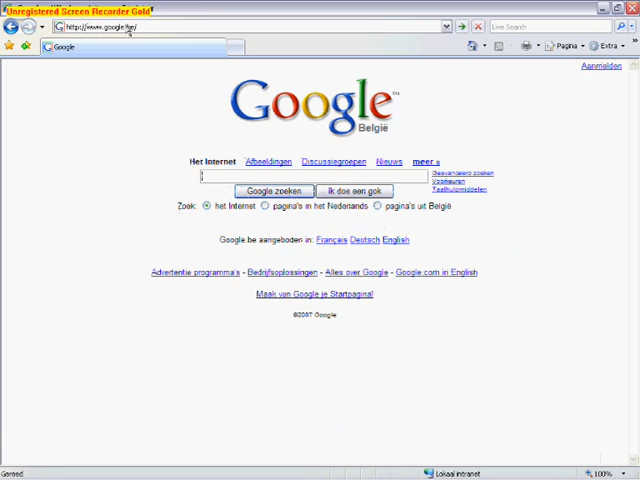 Unregistered Screen Recorder Gold
http://www.google.be/
Live Search
Google
Pagina
Extra
Aanmelden
Google™
België
Het Internet Afbeeldingen Discussiegroepen Nieuws meer »
Geavanceerd zoeken
Voorkeuren
Taalhulpmiddelen
Google zoeken Ik doe een gok
Zoek: het Internet pagina's in het Nederlands pagina's uit België
Google.be aangeboden in: Français Deutsch English
Advertentie programma's - Bedrijfsoplossingen - Alles over Google - Google.com in English
Maak van Google je Startpagina!
©2007 Google
Gereed
Lokaal intranet
100%